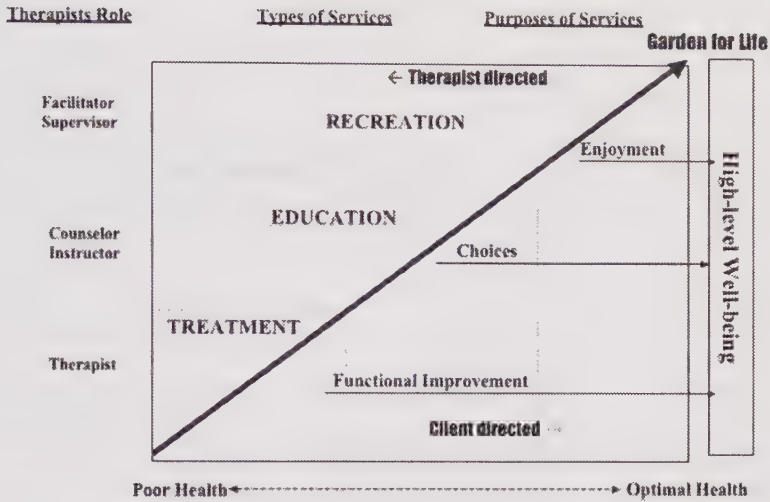 Therapists Role
Types of Services
Purposes of Services
Garden for Life
← Therapist directed
Facilitator
Supervisor
RECREATION
Enjoyment
EDUCATION
Counselor
Instructor
Choices
TREATMENT
Therapist
Functional Improvement
Client directed
High-level Well-being
Poor Health
Optimal Health